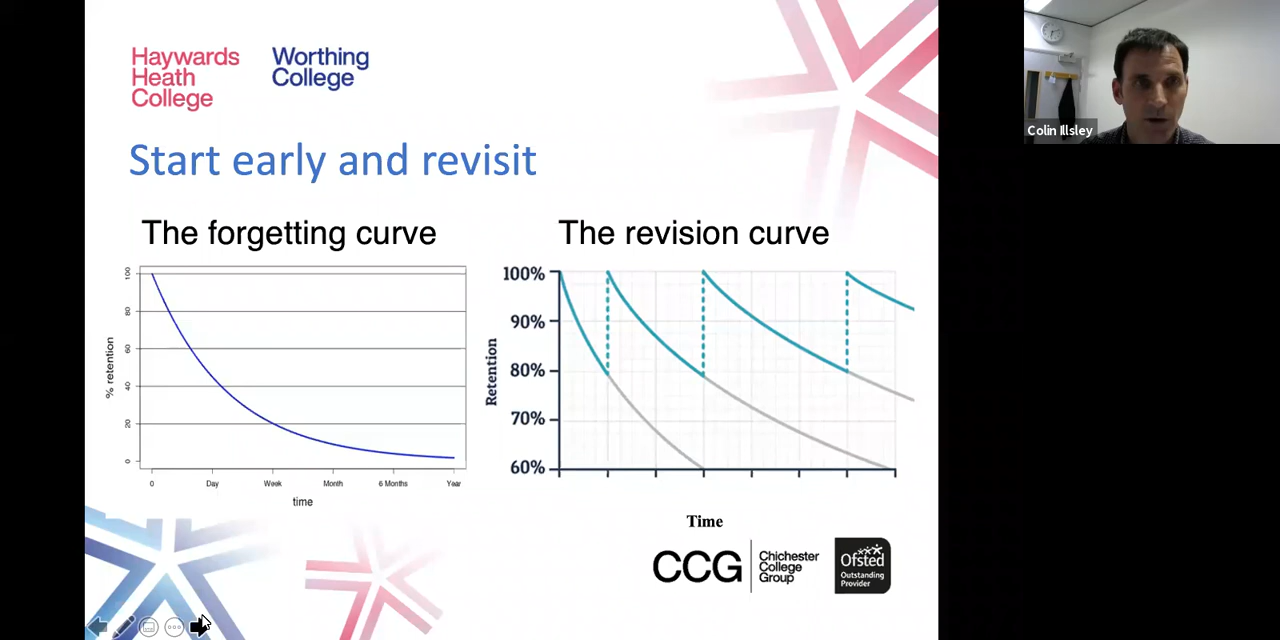 Haywards
Heath
College
Worthing
College
Colin Illsley
Start early and revisit
The forgetting curve
The revision curve
% retention
100
80
60
40
20
0
0
Day
Week
Month
6 Months
Year
time
Retention
100%
90%
80%
70%
60%
Time
CCG
Chichester
College
Group
Ofsted
Outstanding
Provider